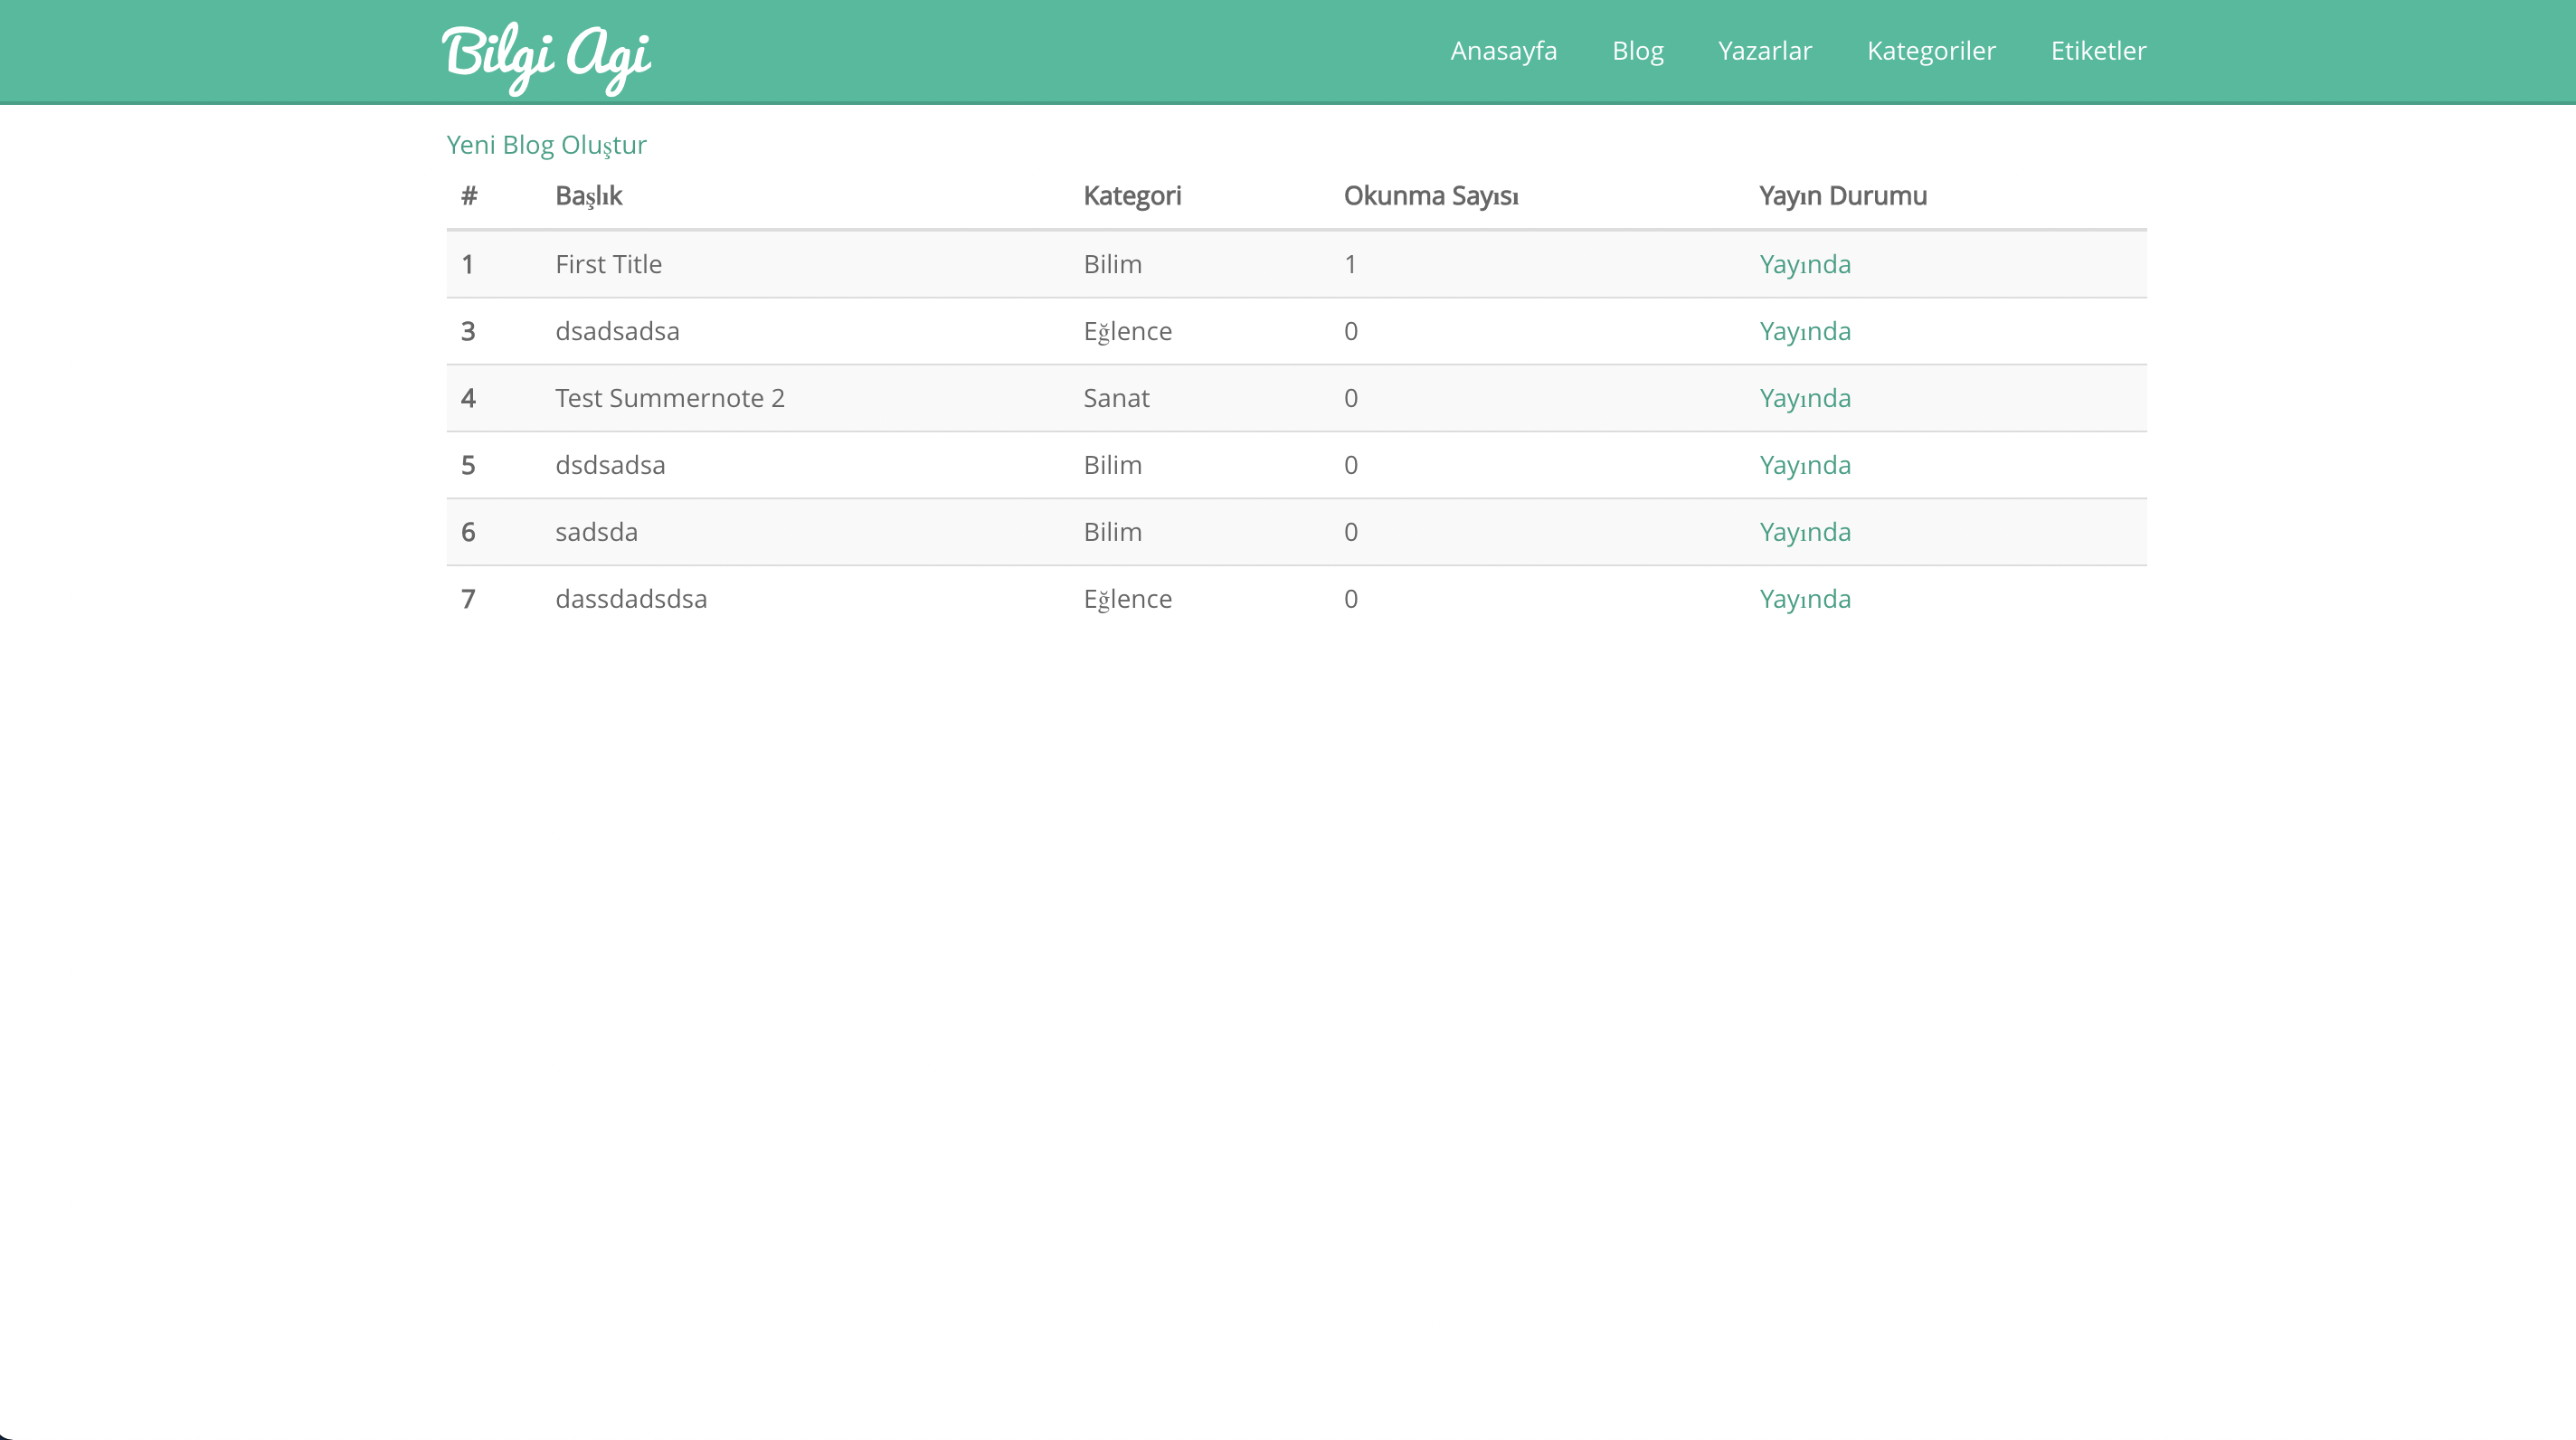 Bilgi Agi Anasayfa Blog Yazarlar Kategoriler Etiketler
Yeni Blog Oluştur
# Başlık Kategori Okunma Sayısı Yayın Durumu
1 First Title Bilim 1 Yayında
3 dsadsadsa Eğlence 0 Yayında
4 Test Summernote 2 Sanat 0 Yayında
5 dsdsadsa Bilim 0 Yayında
6 sadsda Bilim 0 Yayında
7 dassdadsdsa Eğlence 0 Yayında